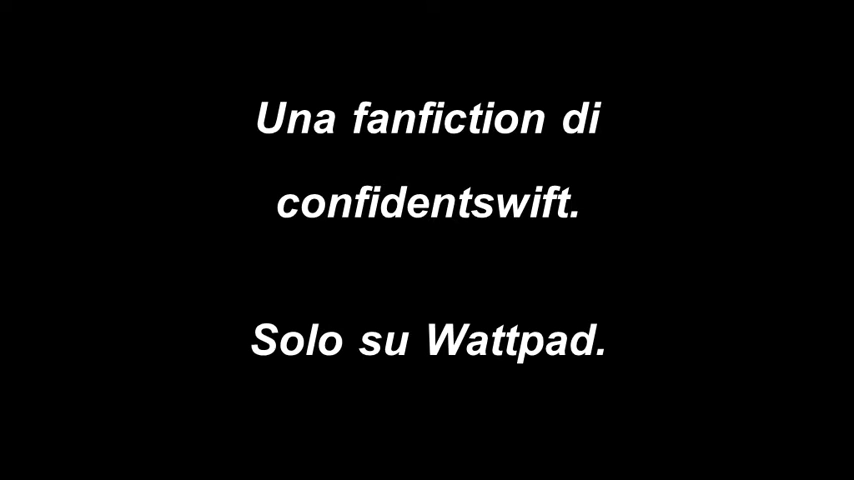 Una fanfiction di
confidentswift.
Solo su Wattpad.